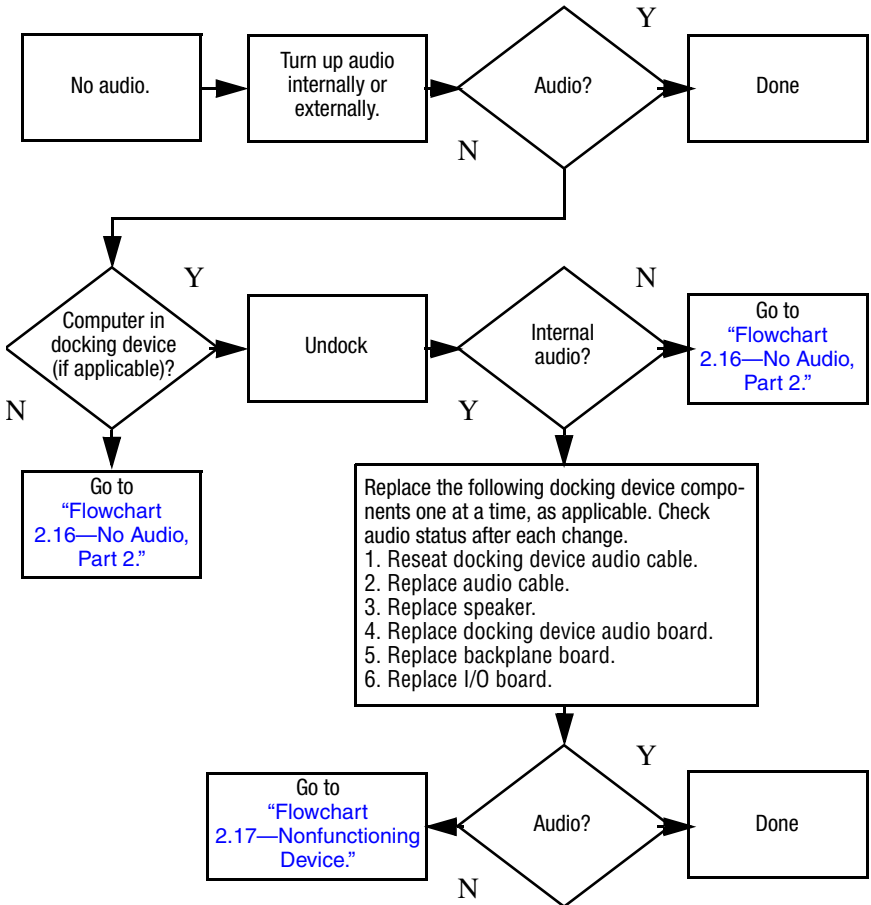 Y
No audio.
Turn up audio
internally or
externally.
Audio?
Done
N
Y
N
Computer in
docking device
(if applicable)?
Undock
Internal
audio?
Go to
“Flowchart
2.16—No Audio,
Part 2.”
N
Y
Go to
“Flowchart
2.16—No Audio,
Part 2.”
Replace the following docking device compo-
nents one at a time, as applicable. Check
audio status after each change.
1. Reseat docking device audio cable.
2. Replace audio cable.
3. Replace speaker.
4. Replace docking device audio board.
5. Replace backplane board.
6. Replace I/O board.
Y
Go to
“Flowchart
2.17—Nonfunctioning
Device.”
Audio?
Done
N